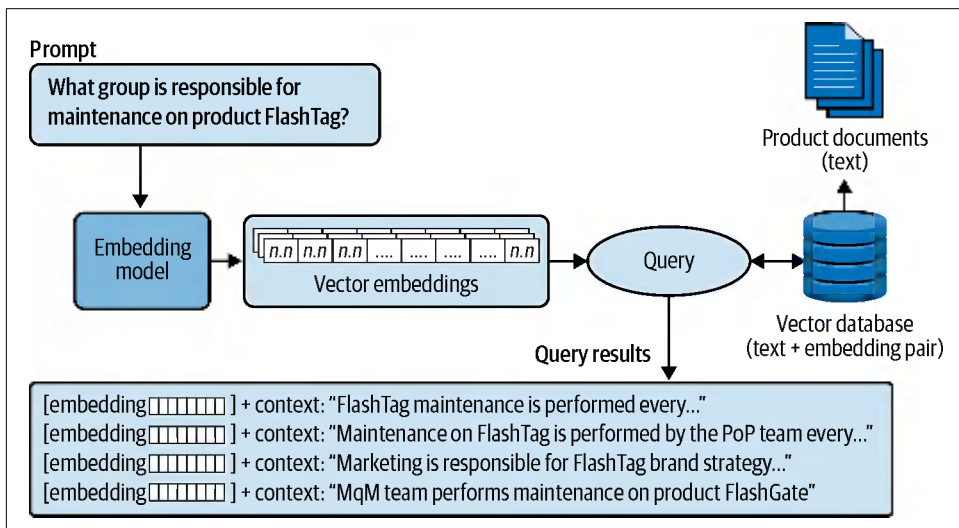 Prompt
What group is responsible for
maintenance on product FlashTag?
Product documents
(text)
Embedding
model
n.n n.n n.n .... .... .... .... n.n
Vector embeddings
Query
Vector database
(text + embedding pair)
Query results
[embedding ] + context: “FlashTag maintenance is performed every...”
[embedding ] + context: “Maintenance on FlashTag is performed by the PoP team every...”
[embedding ] + context: “Marketing is responsible for FlashTag brand strategy...”
[embedding ] + context: “MqM team performs maintenance on product FlashGate”